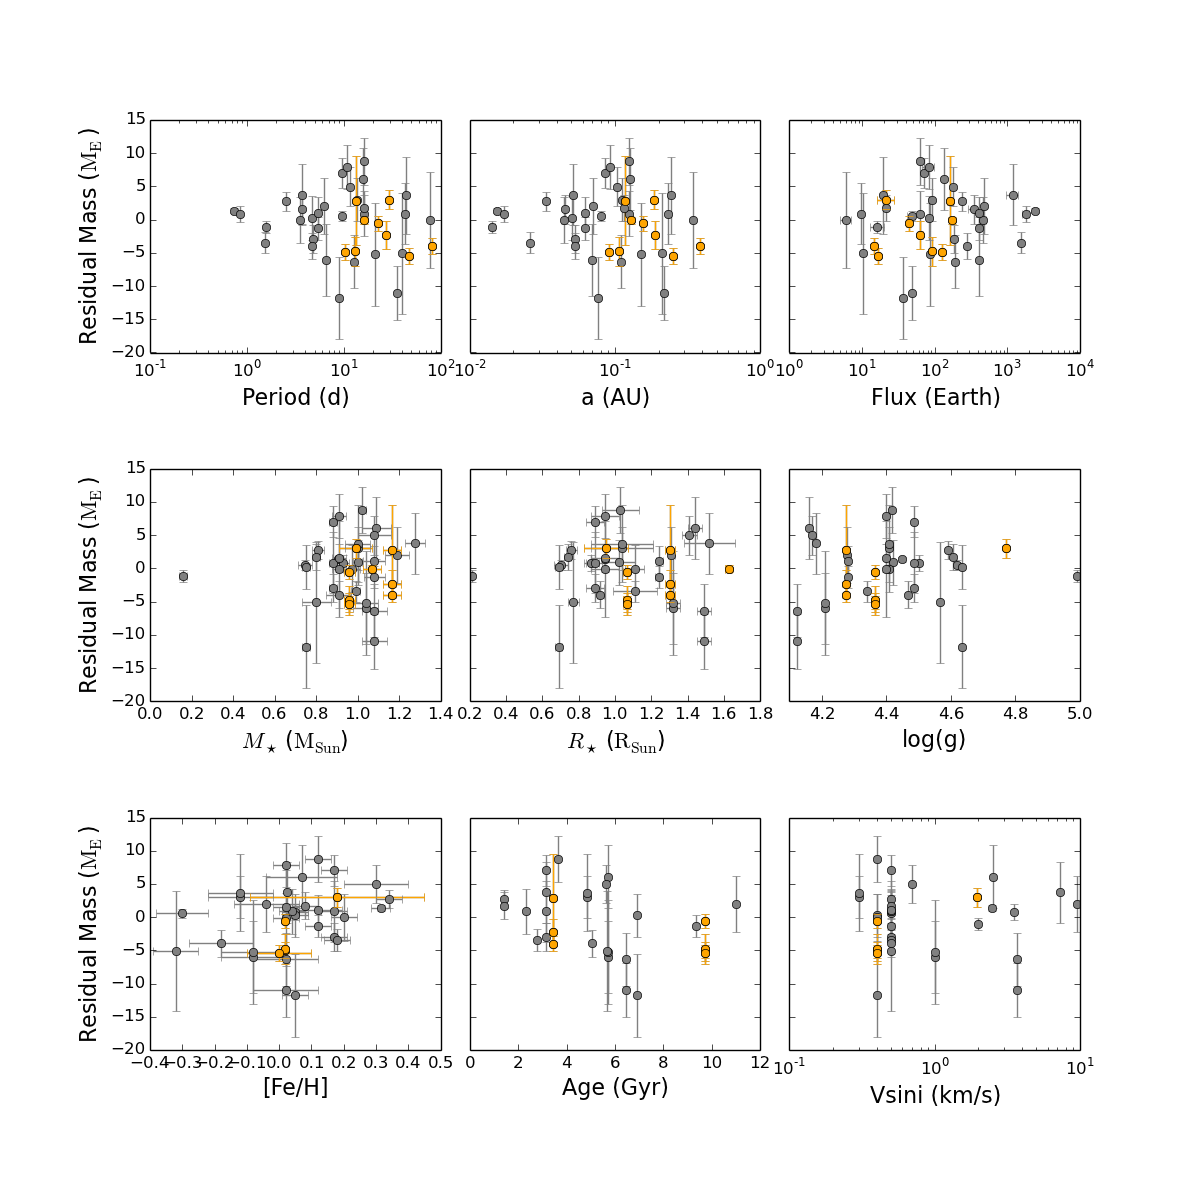 15
10
5
0
−5
−10
−15
−20
Residual Mass (M_E)
10^-1 10^0 10^1 10^2
Period (d)
10^-2 10^-1 10^0
a (AU)
10^0 10^1 10^2 10^3 10^4
Flux (Earth)
15
10
5
0
−5
−10
−15
−20
Residual Mass (M_E)
0.0 0.2 0.4 0.6 0.8 1.0 1.2 1.4
M_⋆ (M_Sun)
0.2 0.4 0.6 0.8 1.0 1.2 1.4 1.6 1.8
R_⋆ (R_Sun)
4.2 4.4 4.6 4.8 5.0
log(g)
15
10
5
0
−5
−10
−15
−20
Residual Mass (M_E)
−0.4 −0.3 −0.2 −0.1 0.0 0.1 0.2 0.3 0.4 0.5
[Fe/H]
0 2 4 6 8 10 12
Age (Gyr)
10^-1 10^0 10^1
Vsini (km/s)